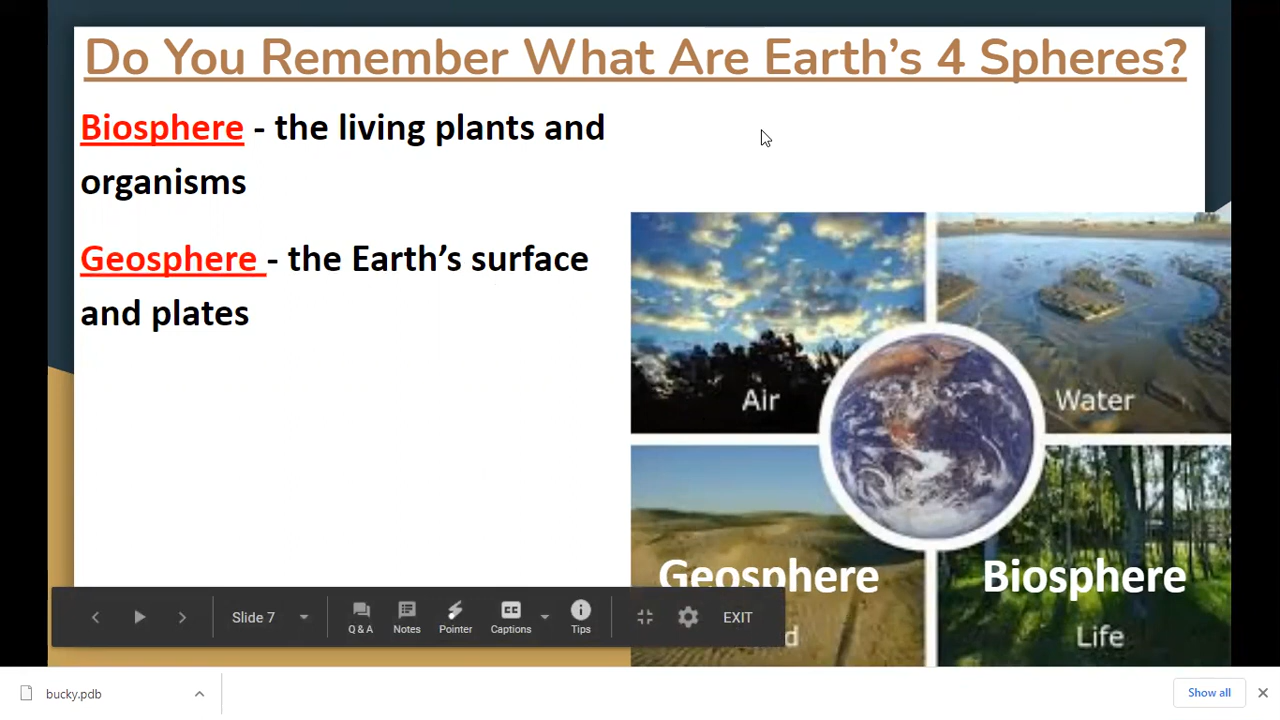 Do You Remember What Are Earth's 4 Spheres?
Biosphere - the living plants and
organisms
Geosphere - the Earth's surface
and plates
Air
Water
Geosphere
Biosphere
Life
Slide 7
Q & A
Notes
Pointer
CC
Captions
Tips
EXIT
bucky.pdb
Show all